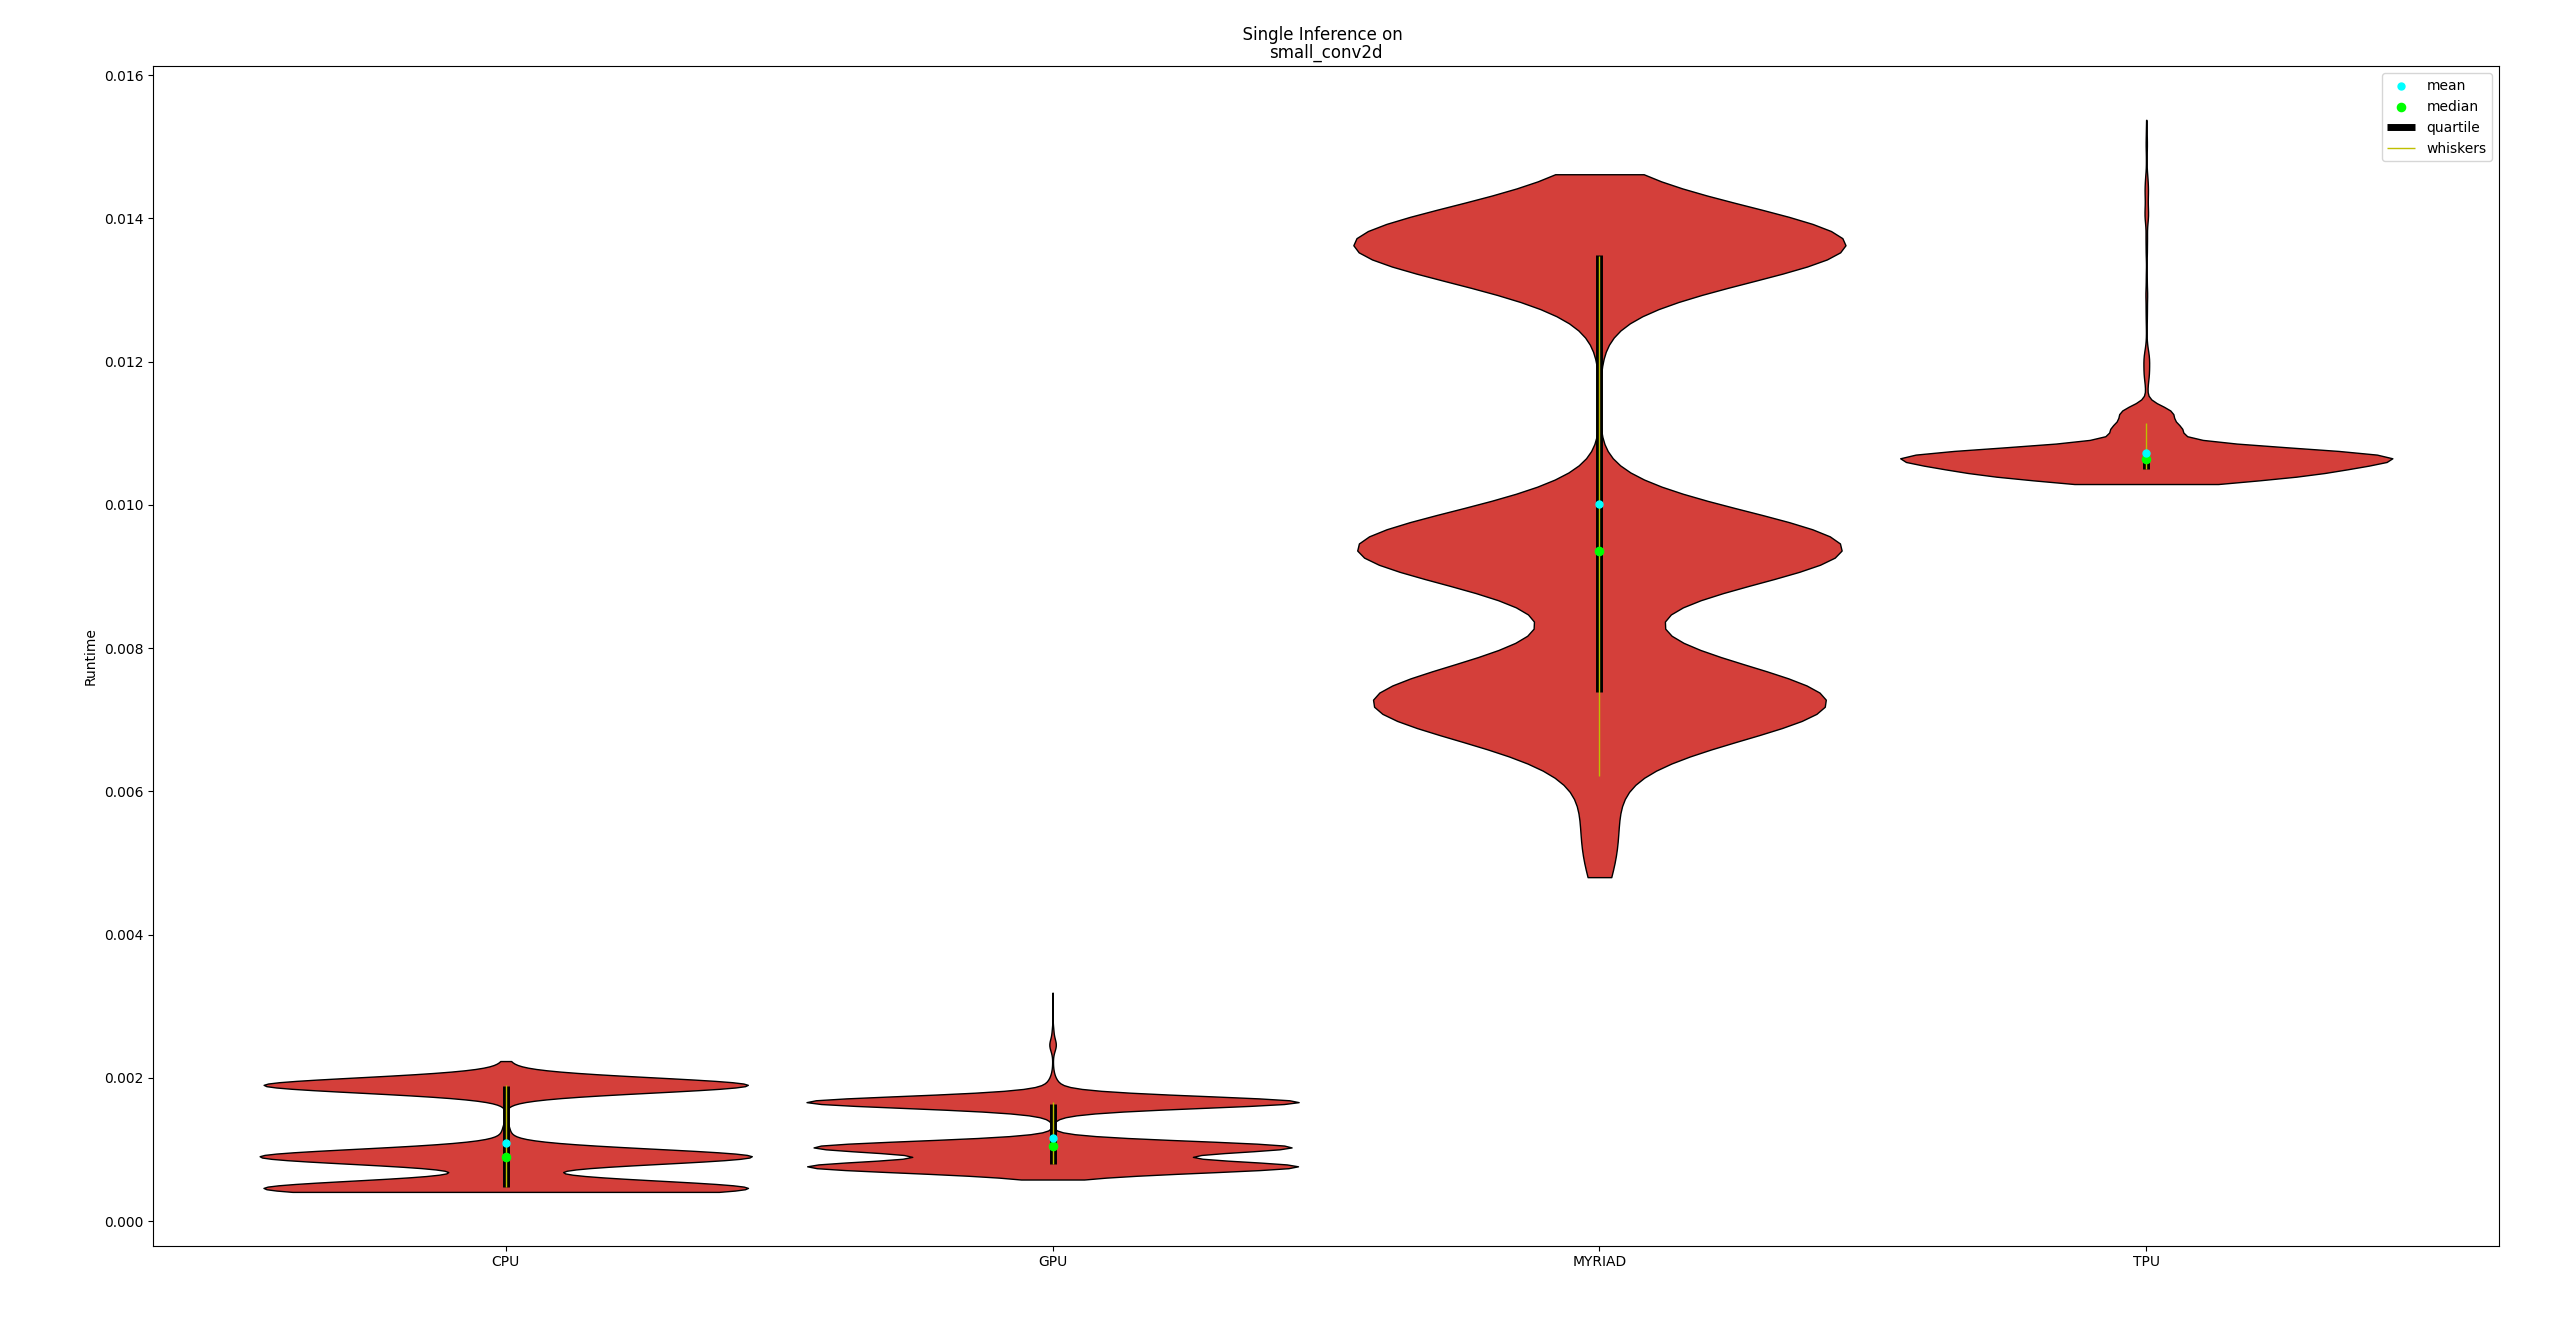 Single Inference on
small_conv2d
0.016
0.014
0.012
0.010
0.008
0.006
0.004
0.002
0.000
Runtime
mean
median
quartile
whiskers
CPU
GPU
MYRIAD
TPU